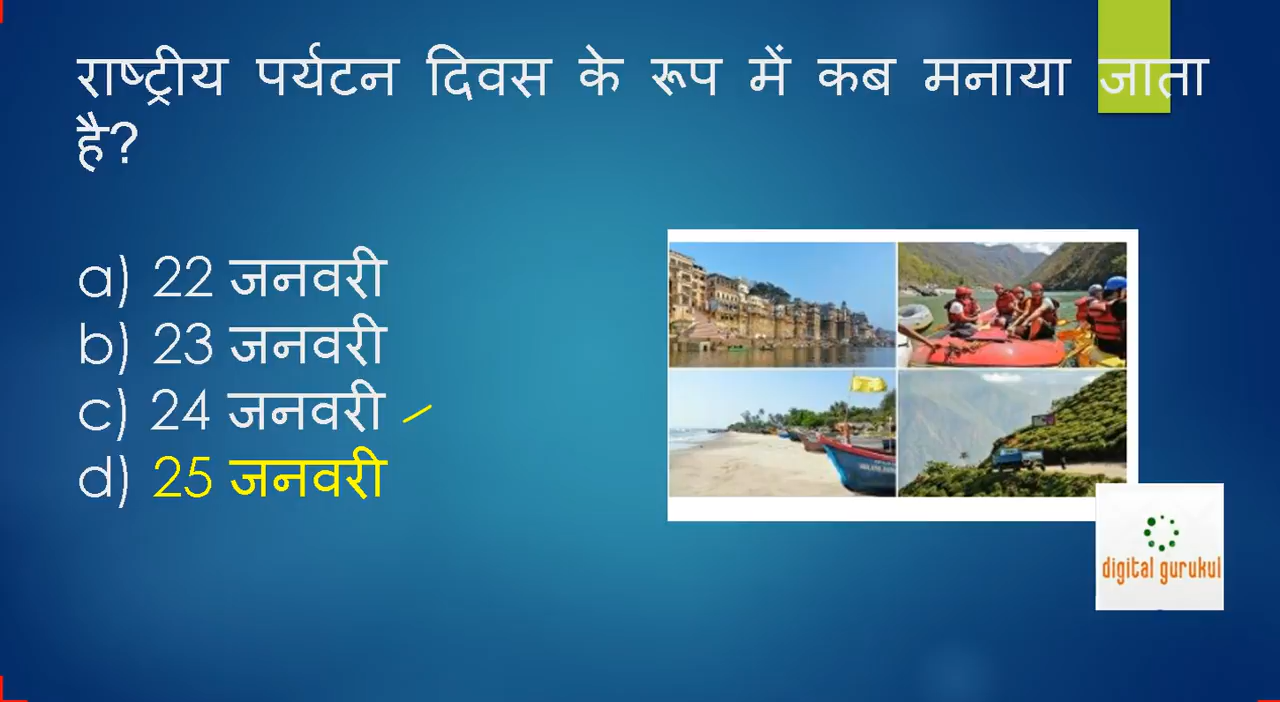 राष्ट्रीय पर्यटन दिवस के रूप में कब मनाया जाता
है?
a) 22 जनवरी
b) 23 जनवरी
c) 24 जनवरी
d) 25 जनवरी
digital gurukul